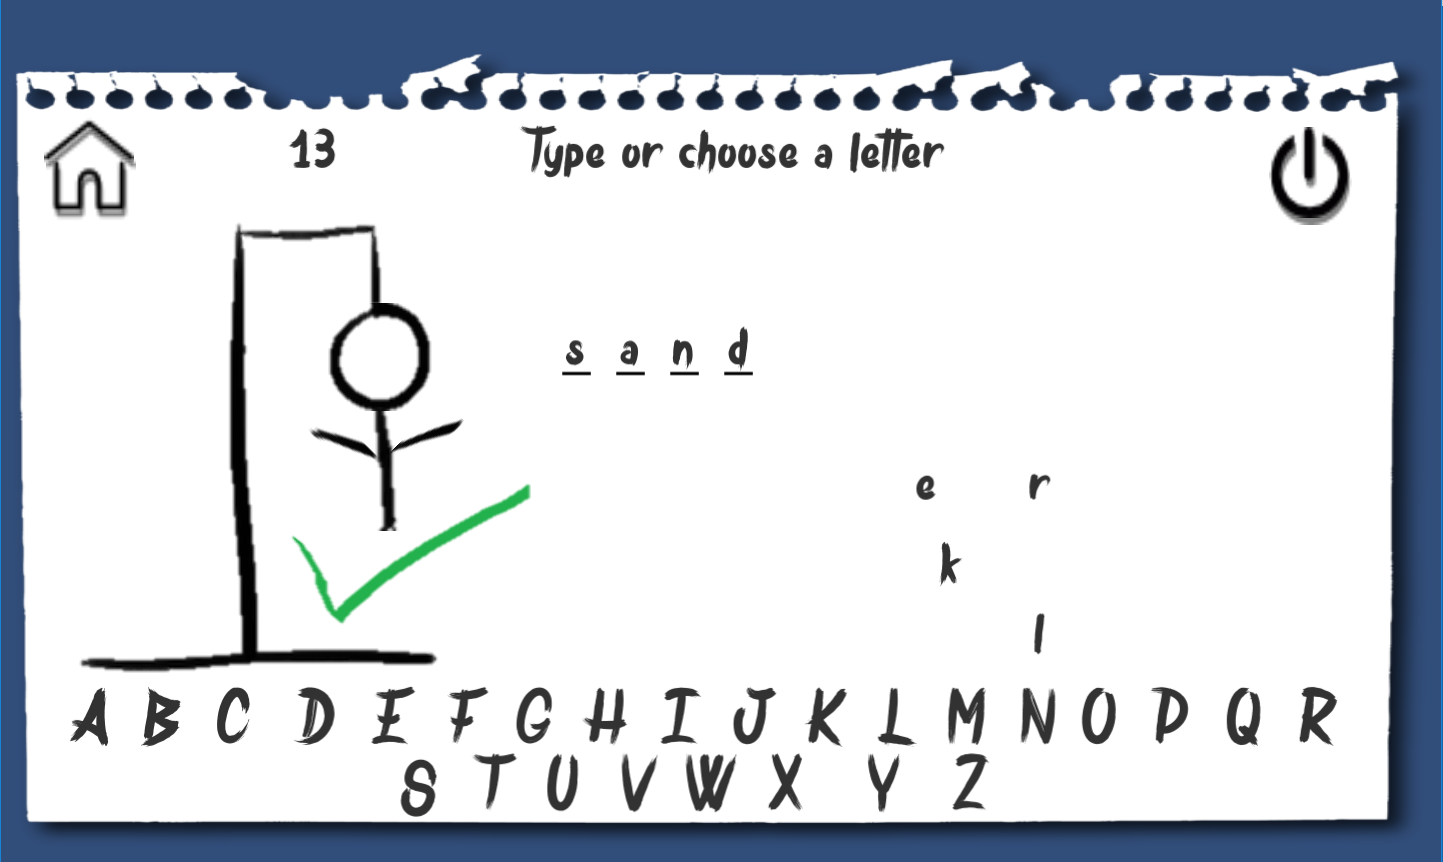 13 Type or choose a letter
s a n d
e r
k
l
A B C D E F G H I J K L M N O P Q R
S T U V W X Y Z